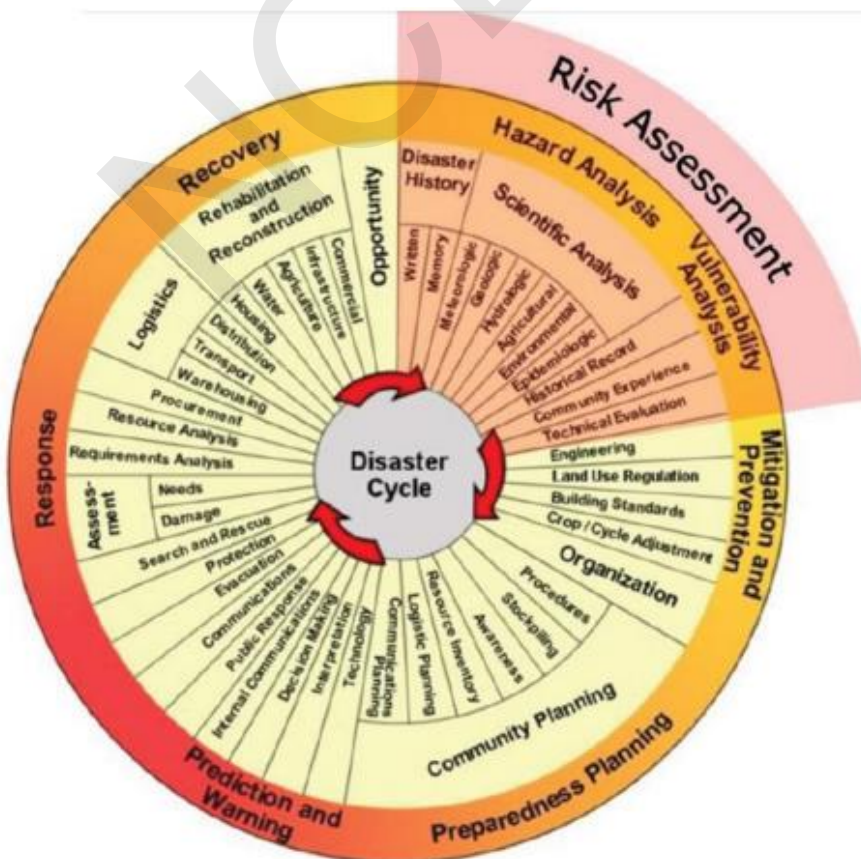 Risk Assessment
Hazard Analysis
Disaster
History
Written
Memory
Scientific Analysis
Meteorologic
Geologic
Hydrologic
Agricultural
Environmental
Epidemiologic
Vulnerability
Analysis
Historical Record
Community Experience
Technical Evaluation
Mitigation and
Prevention
Engineering
Land Use Regulation
Building Standards
Crop / Cycle Adjustment
Preparedness Planning
Organization
Community Planning
Procedures
Stockpiling
Awareness
Resource Inventory
Logistic Planning
Communications
Planning
Prediction and
Warning
Technology
Interpretation
Decision Making
Internal Communications
Public Response
Communications
Response
Evacuation
Protection
Search and Rescue
Assess-
ment
Damage
Needs
Requirements Analysis
Resource Analysis
Procurement
Logistics
Warehousing
Transport
Distribution
Recovery
Rehabilitation
and
Reconstruction
Housing
Water
Agriculture
Infrastructure
Commercial
Opportunity
Disaster
Cycle